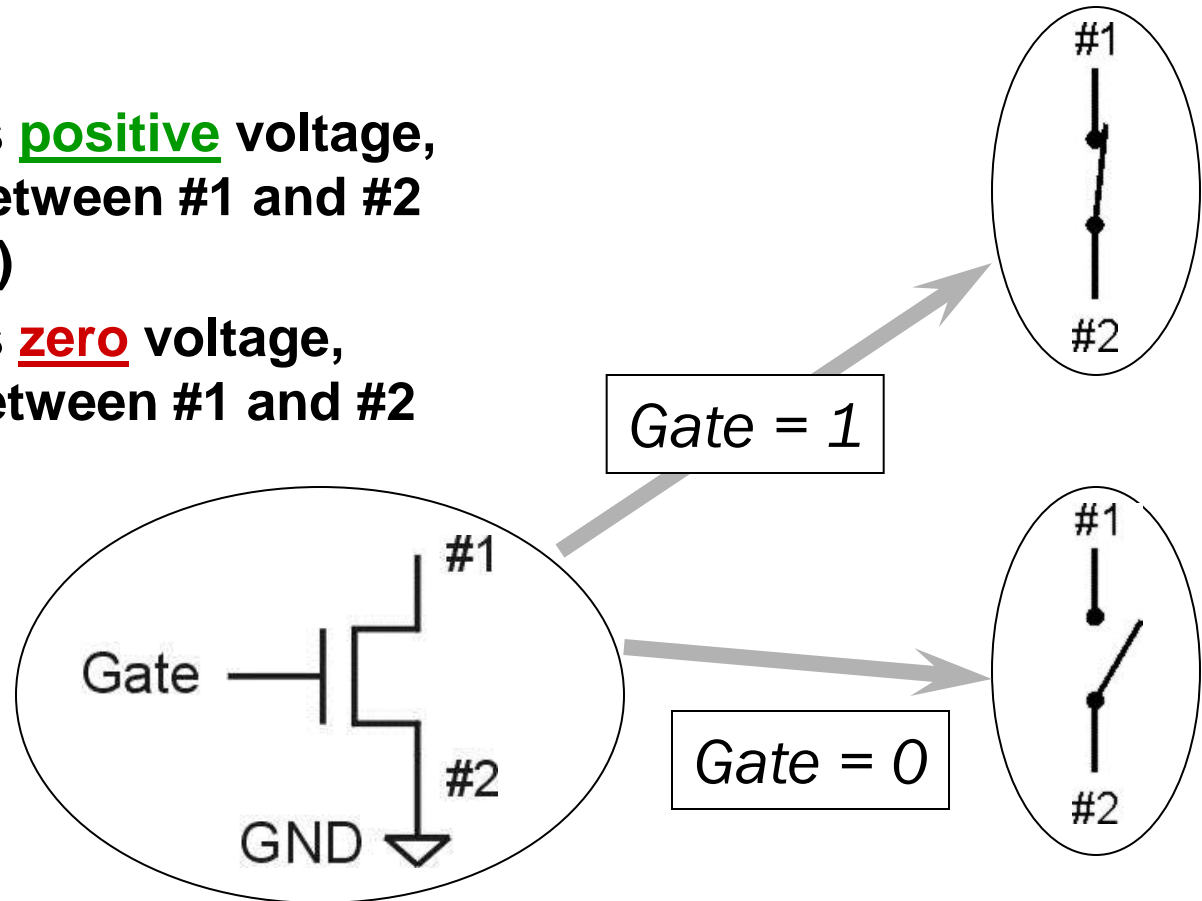 positive voltage,
etween #1 and #2
)
zero voltage,
etween #1 and #2
Gate = 1
Gate = 0
#1
#2
#1
#2
#1
Gate
#2
GND